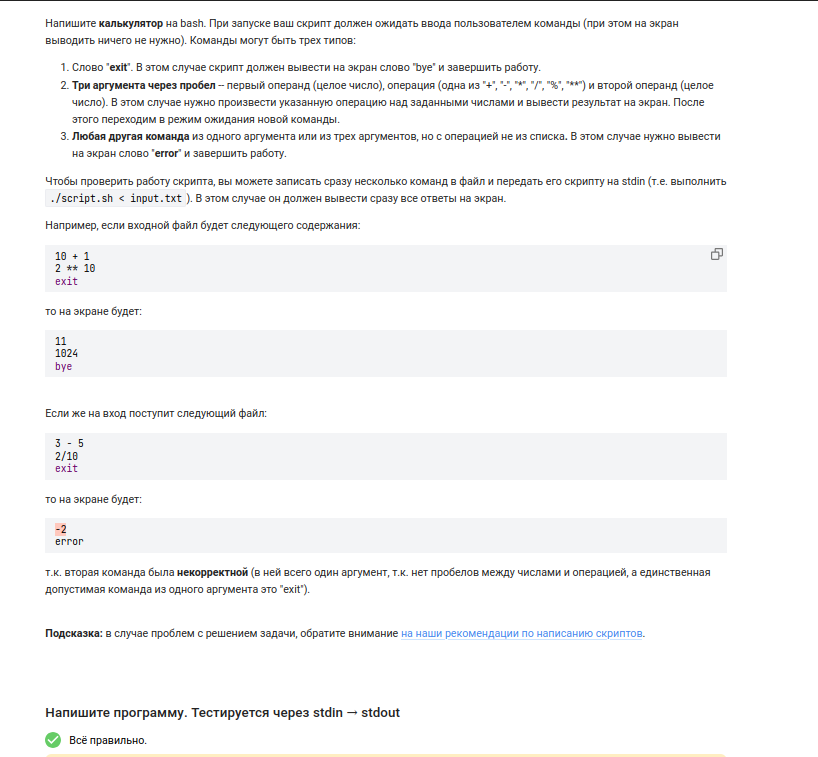 Напишите калькулятор на bash. При запуске ваш скрипт должен ожидать ввода пользователем команды (при этом на экран
выводить ничего не нужно). Команды могут быть трех типов:
1. Слово "exit". В этом случае скрипт должен вывести на экран слово "bye" и завершить работу.
2. Три аргумента через пробел – первый операнд (целое число), операция (одна из "+", "-", "*", "/", "%", "**") и второй операнд (целое
число). В этом случае нужно произвести указанную операцию над заданными числами и вывести результат на экран. После
этого переходим в режим ожидания новой команды.
3. Любая другая команда из одного аргумента или из трех аргументов, но с операцией не из списка. В этом случае нужно вывести
на экран слово "error" и завершить работу.
Чтобы проверить работу скрипта, вы можете записать сразу несколько команд в файл и передать его скрипту на stdin (т.е. выполнить
./script.sh < input.txt ). В этом случае он должен вывести сразу все ответы на экран.
Например, если входной файл будет следующего содержания:
10 + 1
2 ** 10
exit
то на экране будет:
11
1024
bye
Если же на вход поступит следующий файл:
3 - 5
2/10
exit
то на экране будет:
-2
error
т.к. вторая команда была некорректной (в ней всего один аргумент, т.к. нет пробелов между числами и операцией, а единственная
допустимая команда из одного аргумента это "exit").
Подсказка: в случае проблем с решением задачи, обратите внимание на наши рекомендации по написанию скриптов.
Напишите программу. Тестируется через stdin → stdout
Всё правильно.